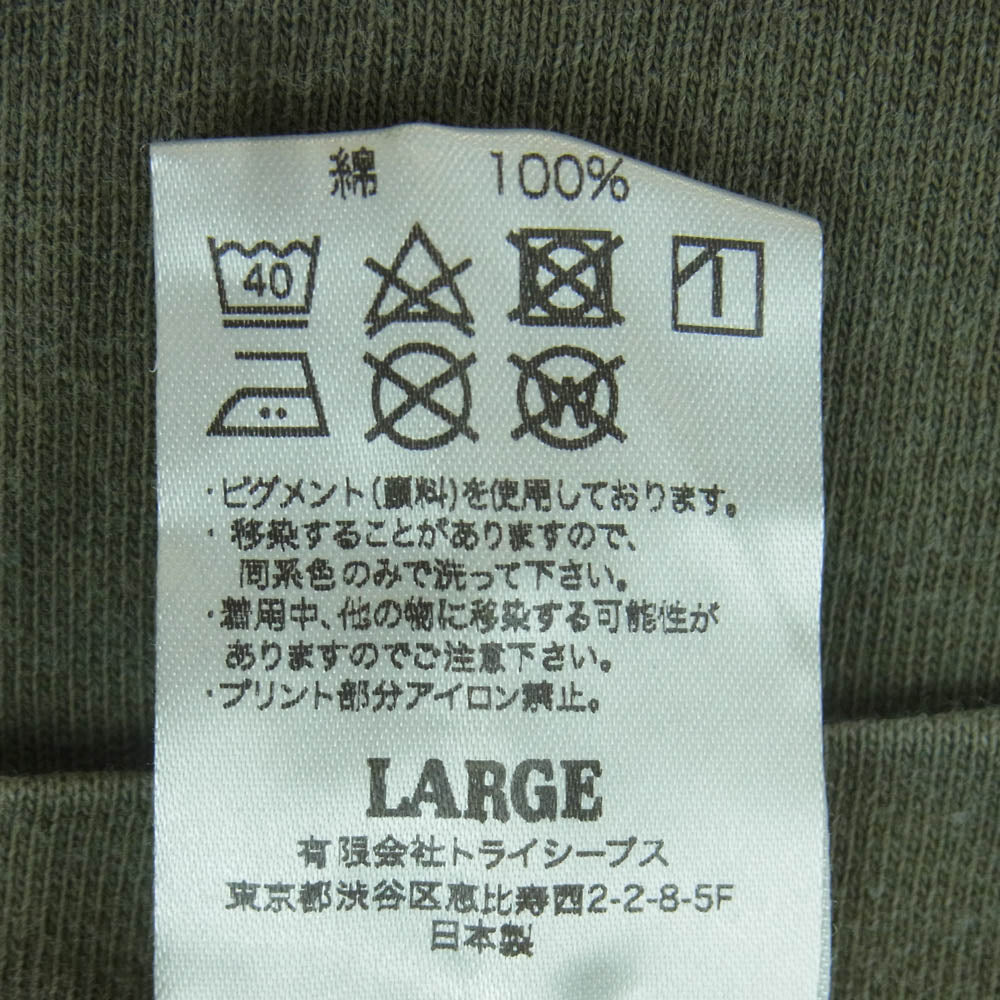 綿 100%
40
W
・ピグメント(顔料)を使用しております。
・移染することがありますので、
同系色のみで洗って下さい。
・着用中、他の物に移染する可能性が
ありますのでご注意下さい。
・プリント部分アイロン禁止。
LARGE
有限会社トライシープス
東京都渋谷区恵比寿西2-2-8-5F
日本製